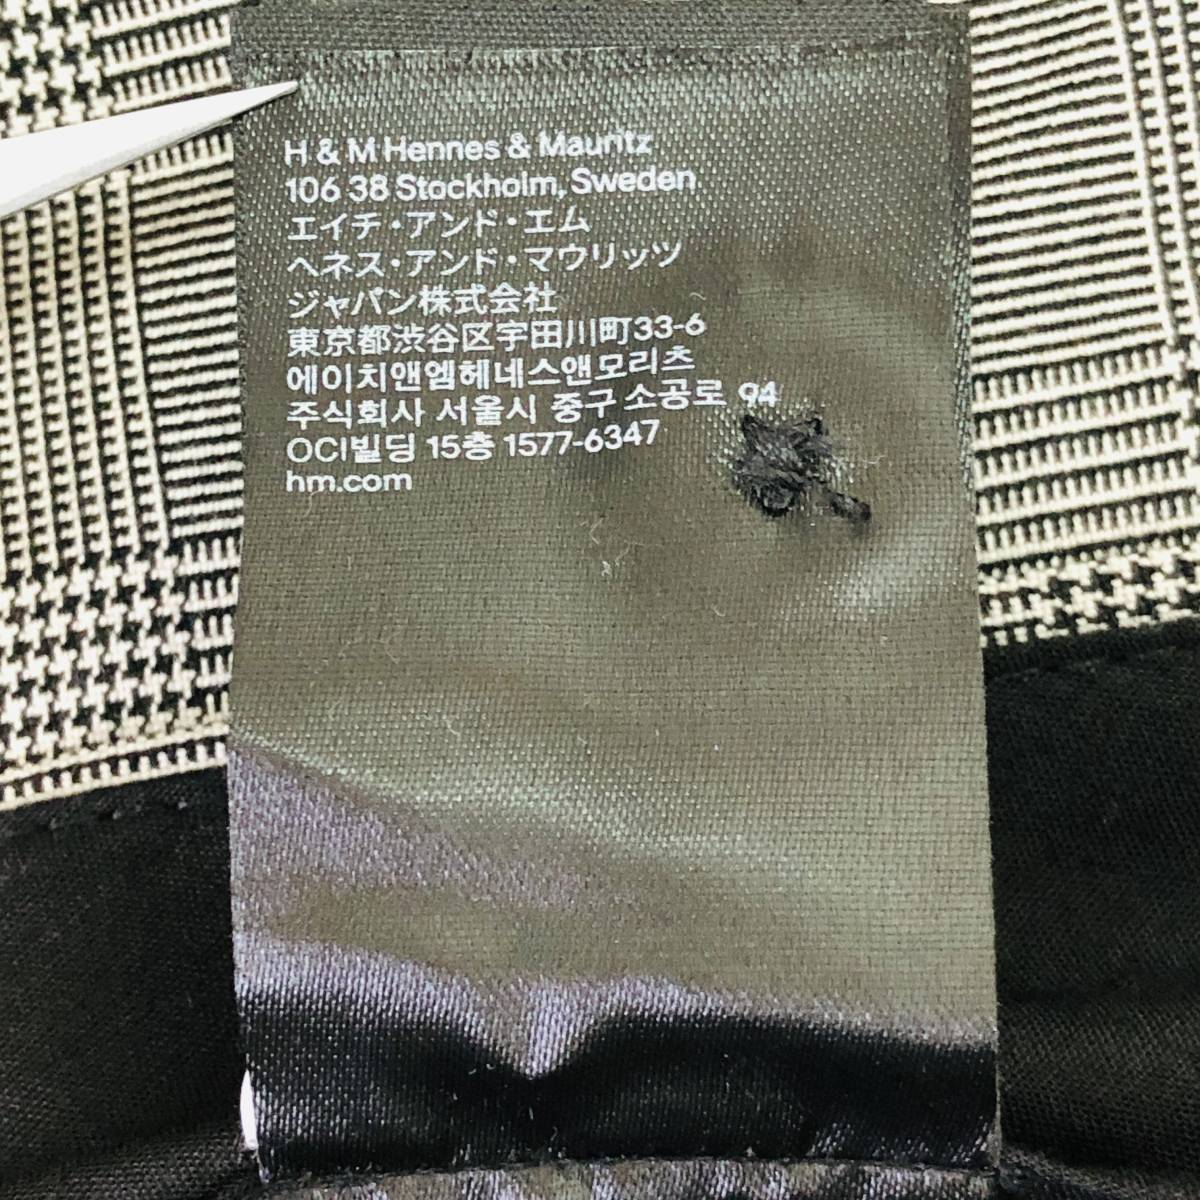 H & M Hennes & Mauritz
106 38 Stockholm, Sweden
エイチ・アンド・エム
ヘネス・アンド・マウリッツ
ジャパン株式会社
東京都渋谷区宇田川町33-6
에이치앤엠헤네스앤모리츠
주식회사 서울시 중구 소공로 94
OCI빌딩 15층 1577-6347
hm.com